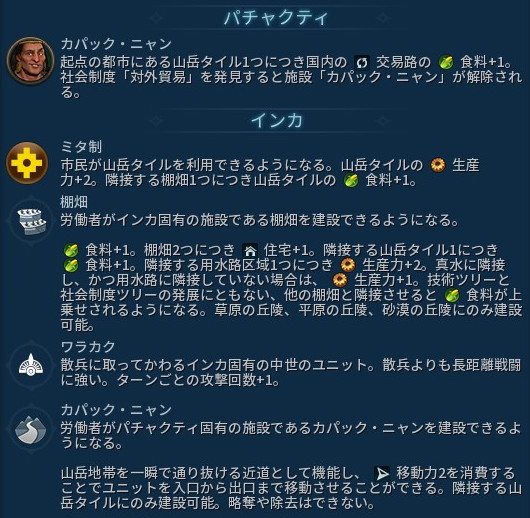 パチャクティ
カパック・ニャン
起点の都市にある山岳タイル1つにつき国内の 交易路の 食料+1。
社会制度「対外貿易」を発見すると施設「カパック・ニャン」が解除され
る。
インカ
ミタ制
市民が山岳タイルを利用できるようになる。山岳タイルの 生産
力+2。隣接する棚畑1つにつき山岳タイルの 食料+1。
棚畑
労働者がインカ固有の施設である棚畑を建設できるようになる。
食料+1。棚畑2つにつき 住宅+1。隣接する山岳タイル1につき
食料+1。隣接する用水路区域1つにつき 生産力+2。真水に隣接
し、かつ用水路に隣接していない場合は、 生産力+1。技術ツリーと
社会制度ツリーの発展にともない、他の棚畑と隣接させると 食料が上
乗せされるようになる。草原の丘陵、平原の丘陵、砂漠の丘陵にのみ建設
可能。
ワラカク
散兵に取ってかわるインカ固有の中世のユニット。散兵よりも長距離戦闘
に強い。ターンごとの攻撃回数+1。
カパック・ニャン
労働者がパチャクティ固有の施設であるカパック・ニャンを建設できるよ
うになる。
山岳地帯を一瞬で通り抜ける近道として機能し、 移動力2を消費する
ことでユニットを入口から出口まで移動させることができる。隣接する山
岳タイルにのみ建設可能。略奪や除去はできない。